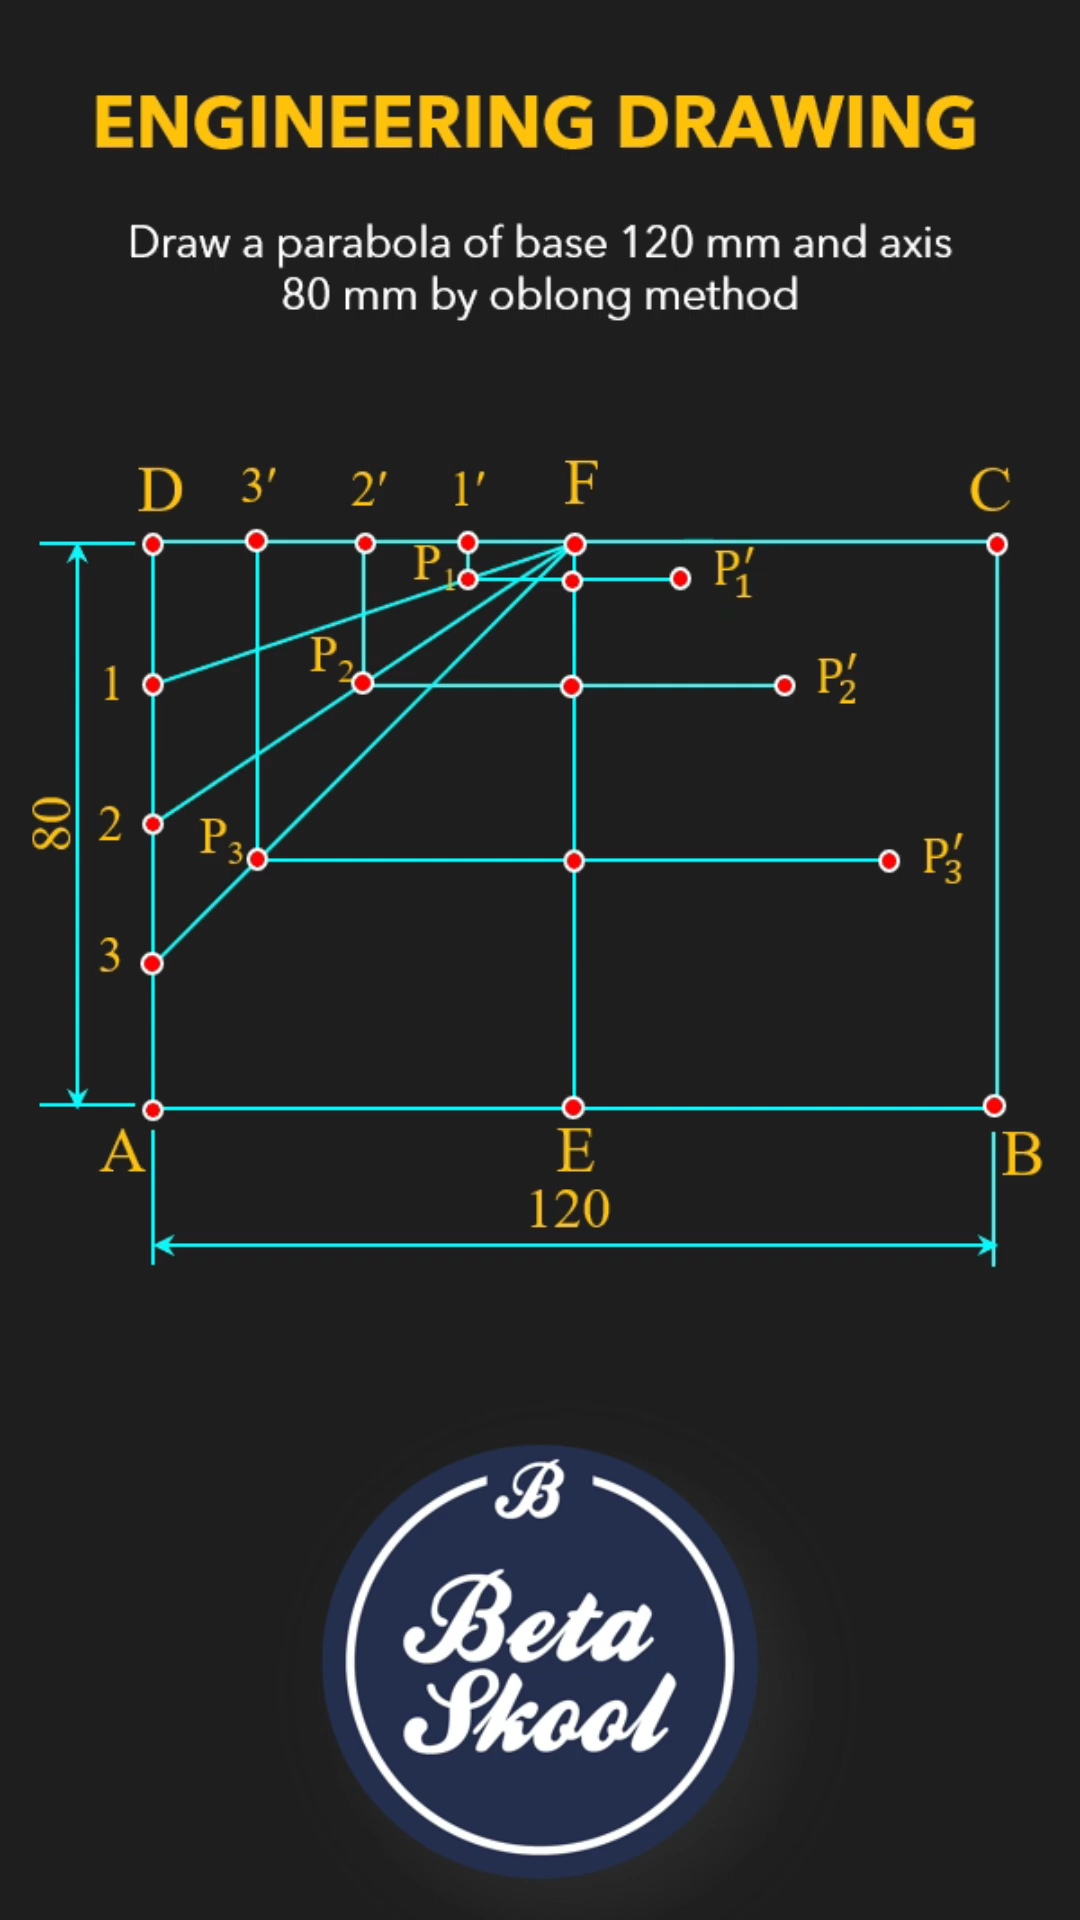 ENGINEERING DRAWING
Draw a parabola of base 120 mm and axis
80 mm by oblong method
D 3′ 2′ 1′ F C
P₁ P′₁
1 P₂ P′₂
80 2 P₃ P′₃
3
A E B
120
B
Beta
Skool